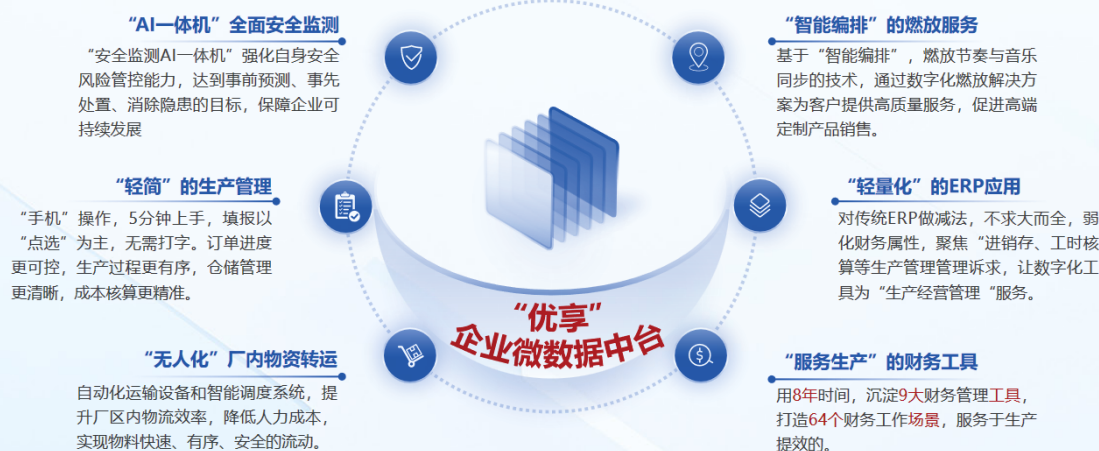 “AI一体机”全面安全监测
“安全监测AI一体机”强化自身安全
风险管控能力，达到事前预测、事先
处置、消除隐患的目标，保障企业可
持续发展
“智能编排”的燃放服务
基于“智能编排”，燃放节奏与音乐
同步的技术，通过数字化燃放解决方
案为客户提供高质量服务，促进高端
定制产品销售。
“轻简”的生产管理
“手机”操作，5分钟上手，填报以
“点选”为主，无需打字。订单进度
更可控，生产过程更有序，仓储管理
更清晰，成本核算更精准。
“轻量化”的ERP应用
对传统ERP做减法，不求大而全，弱
化财务属性，聚焦“进销存、工时核
算等生产管理管理诉求，让数字化工
具为“生产经营管理“服务。
“优享”
企业微数据中台
“无人化”厂内物资转运
自动化运输设备和智能调度系统，提
升厂区内物流效率，降低人力成本，
实现物料快速、有序、安全的流动。
“服务生产”的财务工具
用8年时间，沉淀9大财务管理工具，
打造64个财务工作场景，服务于生产
提效的。